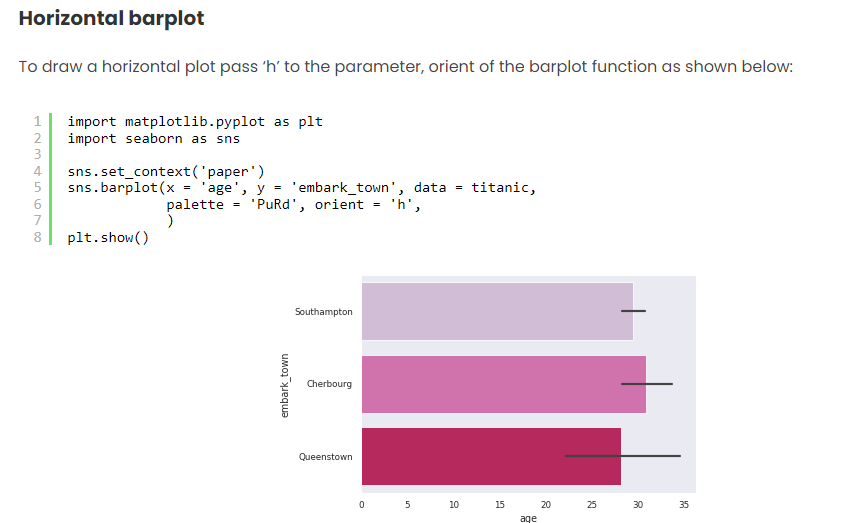 Horizontal barplot
To draw a horizontal plot pass ‘h’ to the parameter, orient of the barplot function as shown below:
1 import matplotlib.pyplot as plt
2 import seaborn as sns
3
4 sns.set_context('paper')
5 sns.barplot(x = 'age', y = 'embark_town', data = titanic,
6             palette = 'PuRd', orient = 'h',
7             )
8 plt.show()
Southampton
Cherbourg
Queenstown
embark_town
0 5 10 15 20 25 30 35
age